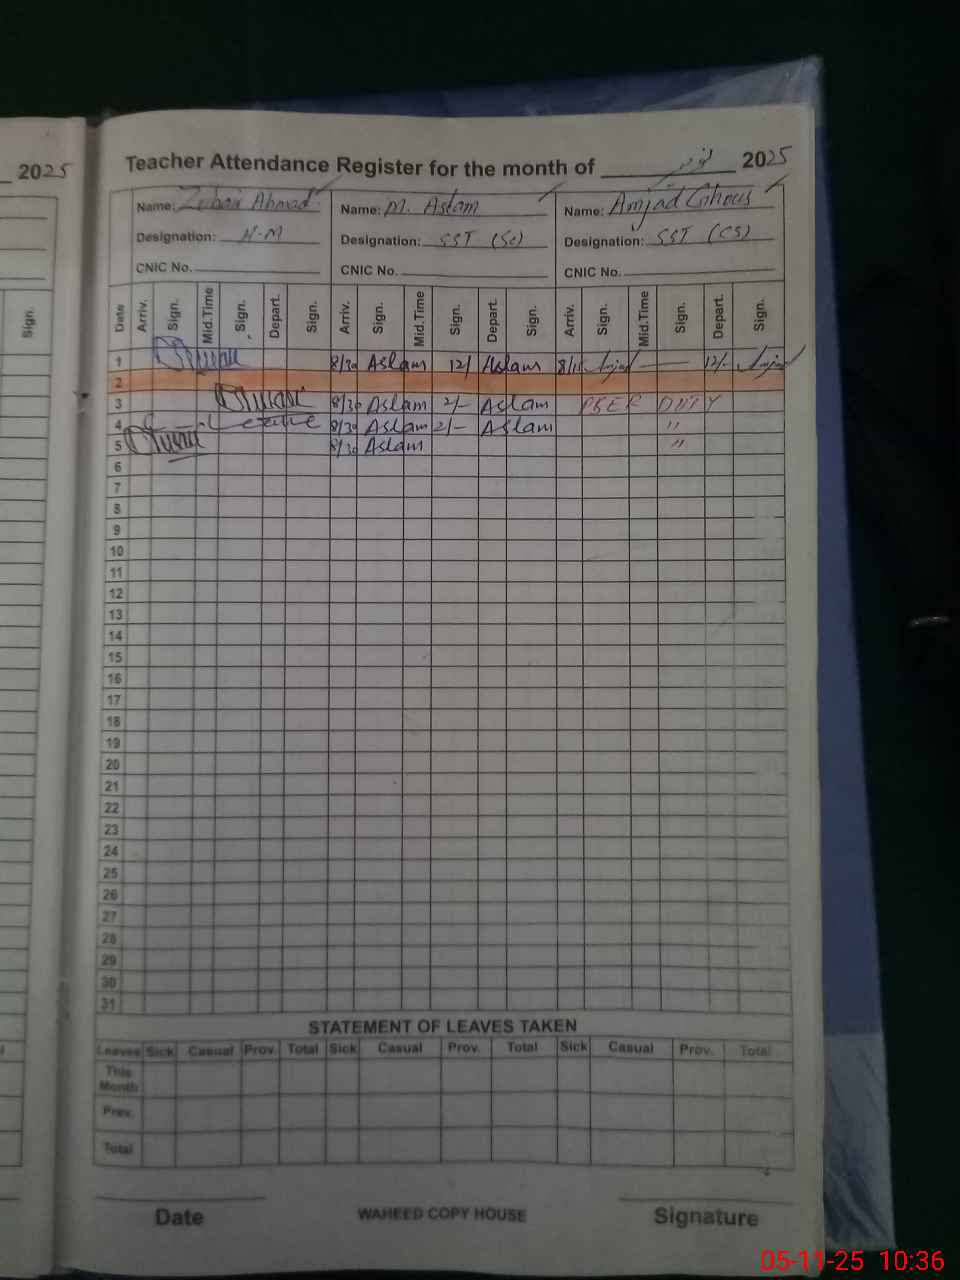 2025
Teacher Attendance Register for the month of نومبر 2025
Name: Zubair Ahmad Name: M. Aslam Name: Amjad Ghous
Designation: H-M Designation: SST (Sc) Designation: SST (CS)
CNIC No. CNIC No. CNIC No.
Sign. Date Arriv. Sign. Mid.Time Sign. Depart. Sign. Arriv. Sign. Mid.Time Sign. Depart. Sign. Arriv. Sign. Mid.Time Sign. Depart. Sign.
1 8/30 Aslam 12/ Aslam 8/15 Amjad 12/- Amjad
2
3 8/30 Aslam 2/- Aslam PSER DUTY
4 Leave 8/30 Aslam 2/- Aslam "
5 8/30 Aslam "
6
7
8
9
10
11
12
13
14
15
16
17
18
19
20
21
22
23
24
25
26
27
28
29
30
31
STATEMENT OF LEAVES TAKEN
Leaves Sick Casual Prov. Total Sick Casual Prov. Total Sick Casual Prov. Total
This
Month
Prev.
Total
Date WAHEED COPY HOUSE Signature
05-11-25 10:36